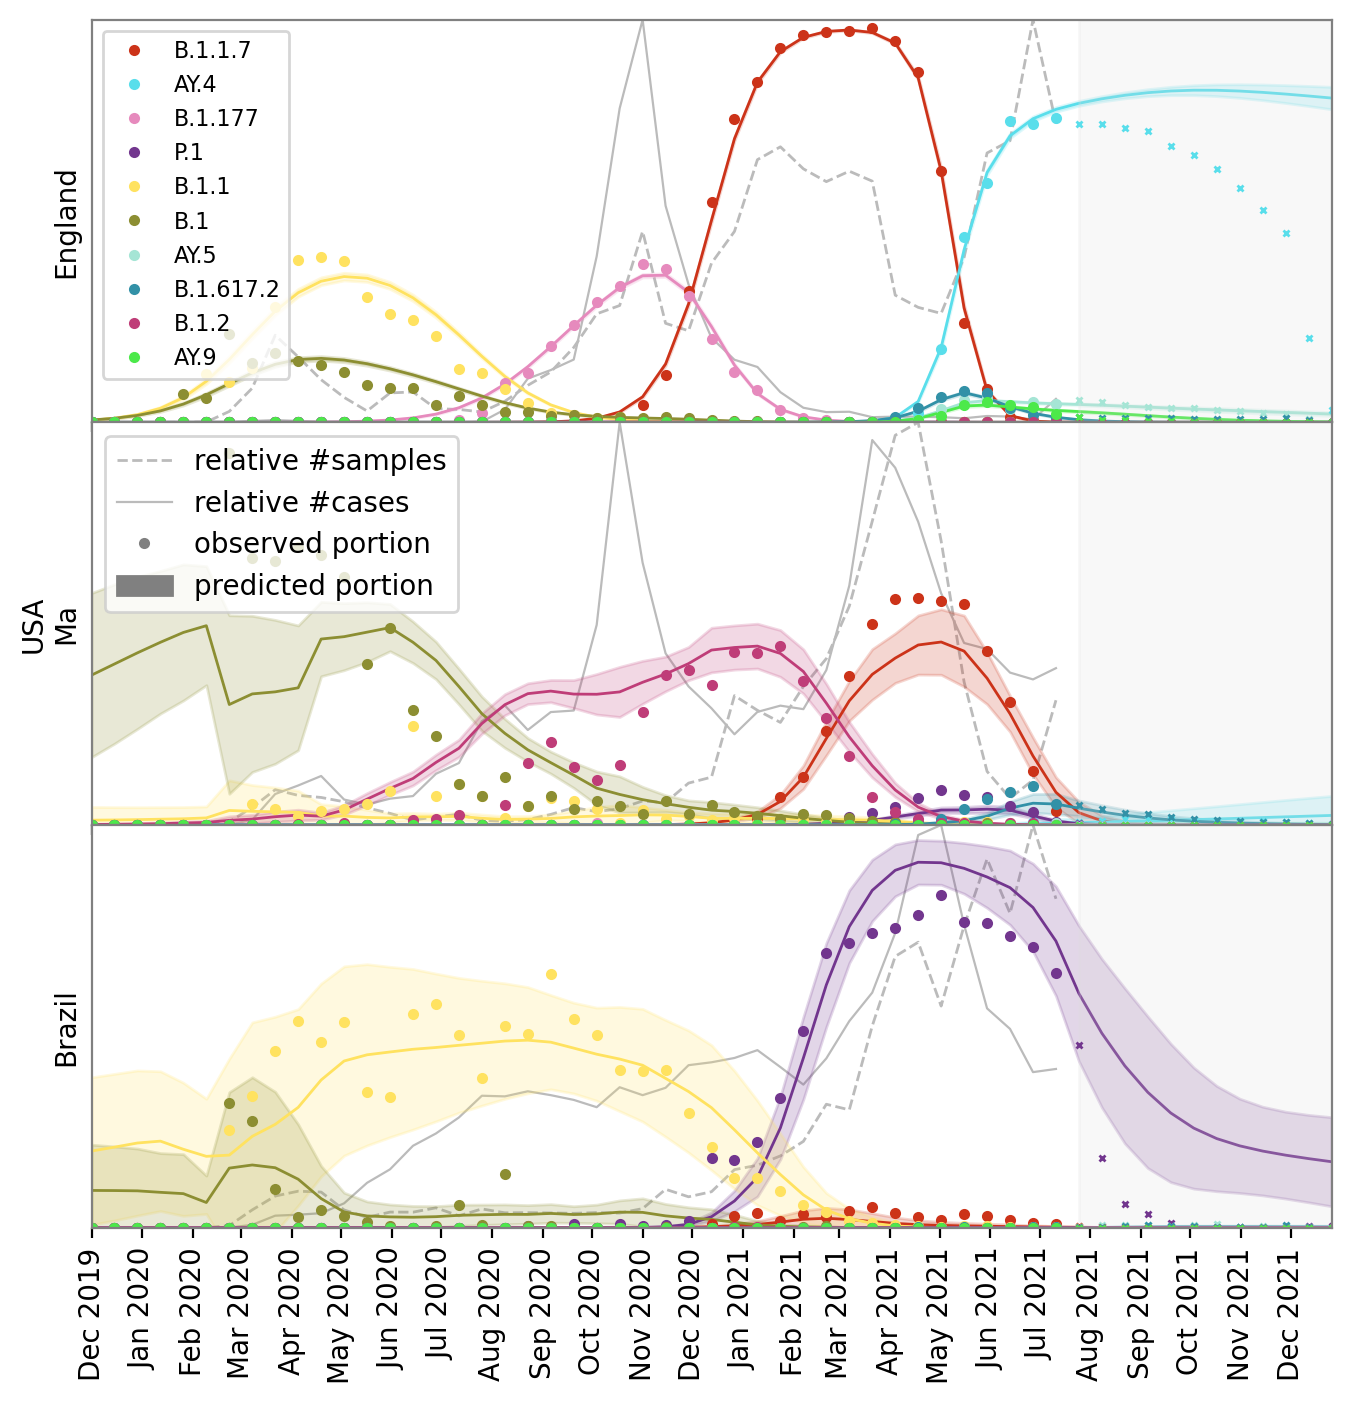 B.1.1.7
AY.4
B.1.177
P.1
B.1.1
B.1
AY.5
B.1.617.2
B.1.2
AY.9
England
relative #samples
relative #cases
observed portion
predicted portion
USA
Ma
Brazil
Dec 2019
Jan 2020
Feb 2020
Mar 2020
Apr 2020
May 2020
Jun 2020
Jul 2020
Aug 2020
Sep 2020
Oct 2020
Nov 2020
Dec 2020
Jan 2021
Feb 2021
Mar 2021
Apr 2021
May 2021
Jun 2021
Jul 2021
Aug 2021
Sep 2021
Oct 2021
Nov 2021
Dec 2021